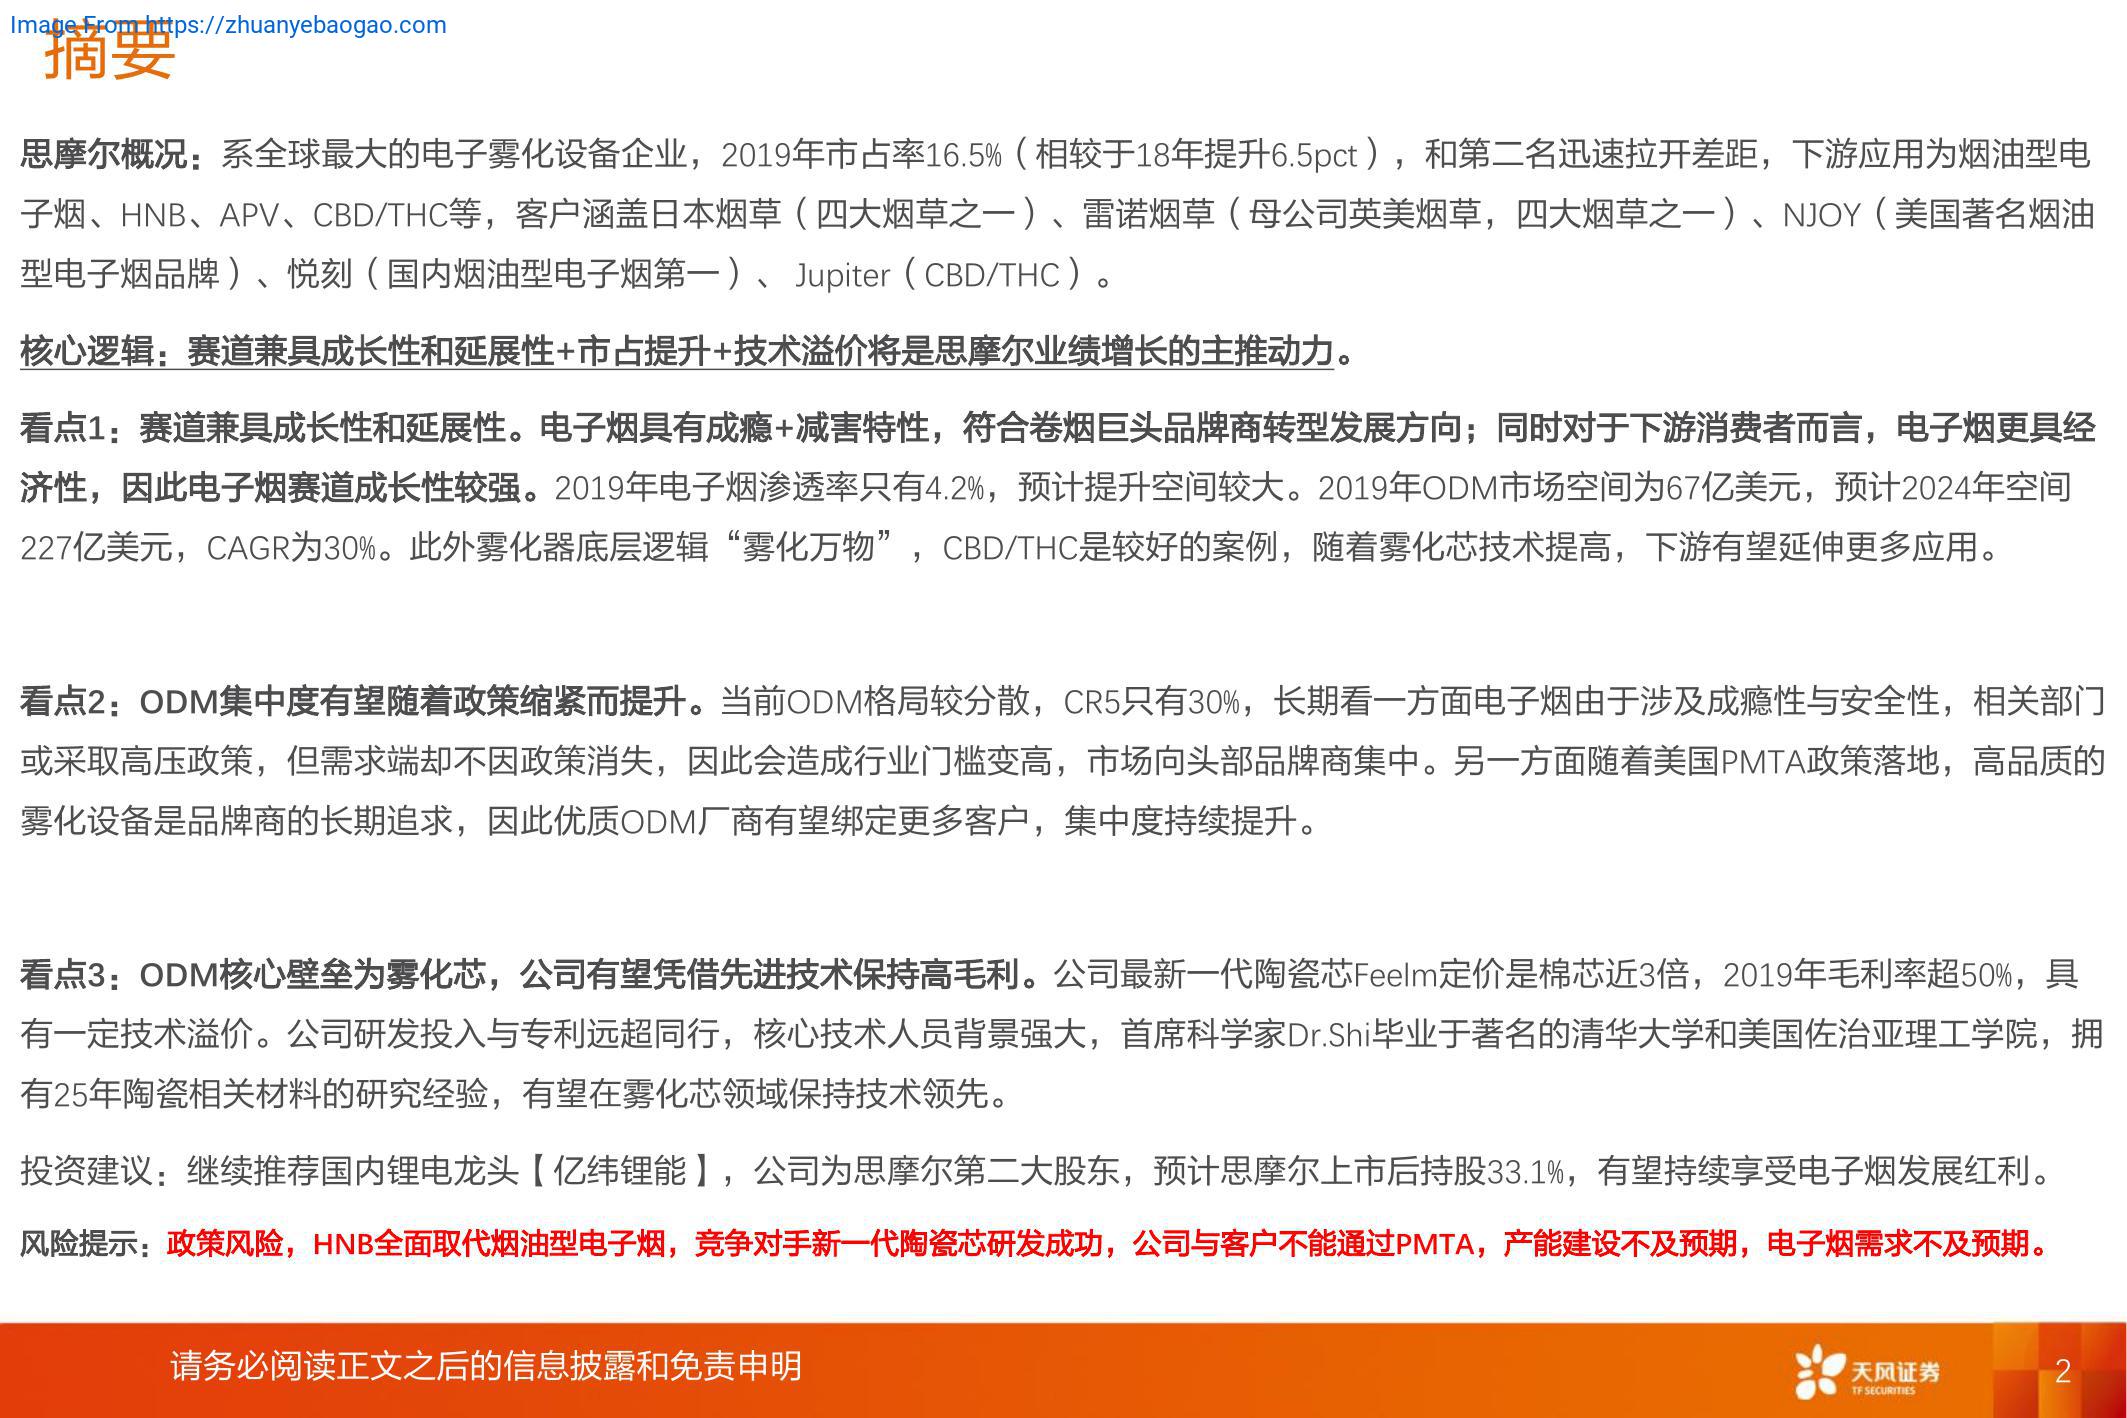 Image From https://zhuanyebaogao.com
摘要
思摩尔概况：系全球最大的电子雾化设备企业，2019年市占率16.5%（相较于18年提升6.5pct），和第二名迅速拉开差距，下游应用为烟油型电
子烟、HNB、APV、CBD/THC等，客户涵盖日本烟草（四大烟草之一）、雷诺烟草（母公司英美烟草，四大烟草之一）、NJOY（美国著名烟油
型电子烟品牌）、悦刻（国内烟油型电子烟第一）、 Jupiter（CBD/THC）。
核心逻辑：赛道兼具成长性和延展性+市占提升+技术溢价将是思摩尔业绩增长的主推动力。
看点1：赛道兼具成长性和延展性。电子烟具有成瘾+减害特性，符合卷烟巨头品牌商转型发展方向；同时对于下游消费者而言，电子烟更具经
济性，因此电子烟赛道成长性较强。2019年电子烟渗透率只有4.2%，预计提升空间较大。2019年ODM市场空间为67亿美元，预计2024年空间
227亿美元，CAGR为30%。此外雾化器底层逻辑“雾化万物”，CBD/THC是较好的案例，随着雾化芯技术提高，下游有望延伸更多应用。
看点2：ODM集中度有望随着政策缩紧而提升。当前ODM格局较分散，CR5只有30%，长期看一方面电子烟由于涉及成瘾性与安全性，相关部门
或采取高压政策，但需求端却不因政策消失，因此会造成行业门槛变高，市场向头部品牌商集中。另一方面随着美国PMTA政策落地，高品质的
雾化设备是品牌商的长期追求，因此优质ODM厂商有望绑定更多客户，集中度持续提升。
看点3：ODM核心壁垒为雾化芯，公司有望凭借先进技术保持高毛利。公司最新一代陶瓷芯Feelm定价是棉芯近3倍，2019年毛利率超50%，具
有一定技术溢价。公司研发投入与专利远超同行，核心技术人员背景强大，首席科学家Dr.Shi毕业于著名的清华大学和美国佐治亚理工学院，拥
有25年陶瓷相关材料的研究经验，有望在雾化芯领域保持技术领先。
投资建议：继续推荐国内锂电龙头【亿纬锂能】，公司为思摩尔第二大股东，预计思摩尔上市后持股33.1%，有望持续享受电子烟发展红利。
风险提示：政策风险，HNB全面取代烟油型电子烟，竞争对手新一代陶瓷芯研发成功，公司与客户不能通过PMTA，产能建设不及预期，电子烟需求不及预期。
请务必阅读正文之后的信息披露和免责申明
天风证券
TF SECURITIES
2